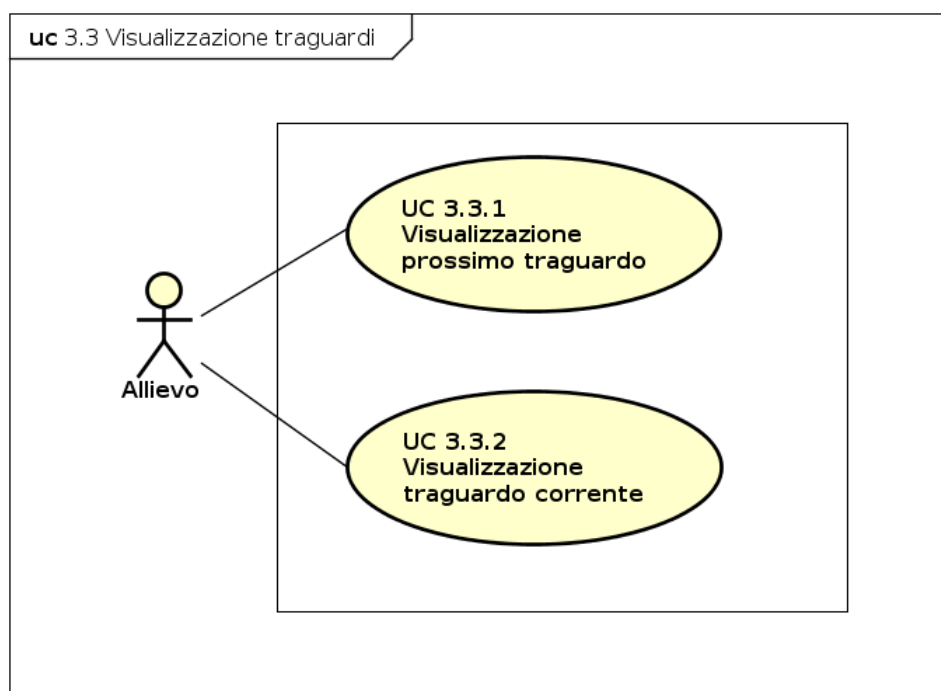 uc 3.3 Visualizzazione traguardi
UC 3.3.1
Visualizzazione
prossimo traguardo
Allievo
UC 3.3.2
Visualizzazione
traguardo corrente